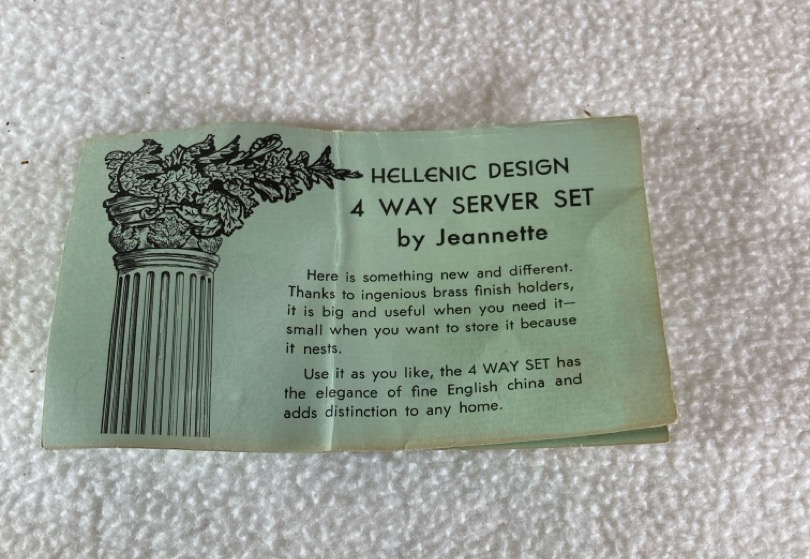 HELLENIC DESIGN
4 WAY SERVER SET
by Jeannette
Here is something new and different.
Thanks to ingenious brass finish holders,
it is big and useful when you need it—
small when you want to store it because
it nests.
Use it as you like, the 4 WAY SET has
the elegance of fine English china and
adds distinction to any home.